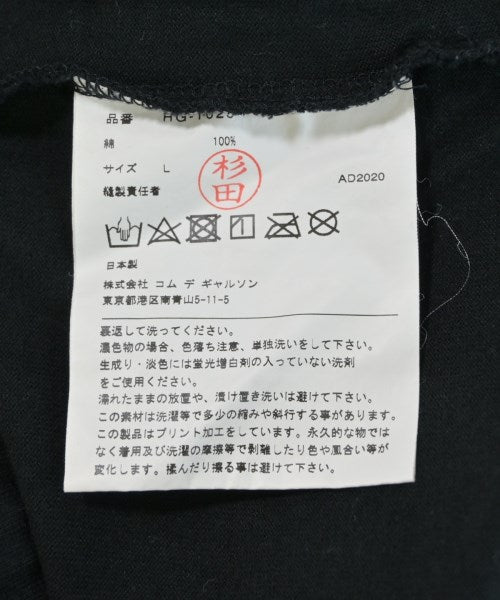 品番
綿 100%
サイズ L
縫製責任者
杉田
AD2020
日本製
株式会社 コム デ ギャルソン
東京都港区南青山5-11-5
裏返して洗ってください。
濃色物の場合、色落ち注意、単独洗いをして下さい。
生成り・淡色には蛍光増白剤の入っていない洗剤
をご使用ください。
濡れたままの放置や、漬け置き洗いは避けて下さい。
この素材は洗濯等で多少の縮みや斜行する事があります。
この製品はプリント加工をしています。永久的な物では
なく着用及び洗濯の摩擦等で剥離したり色や風合い等が
変化します。揉んだり擦る事は避けて下さい。